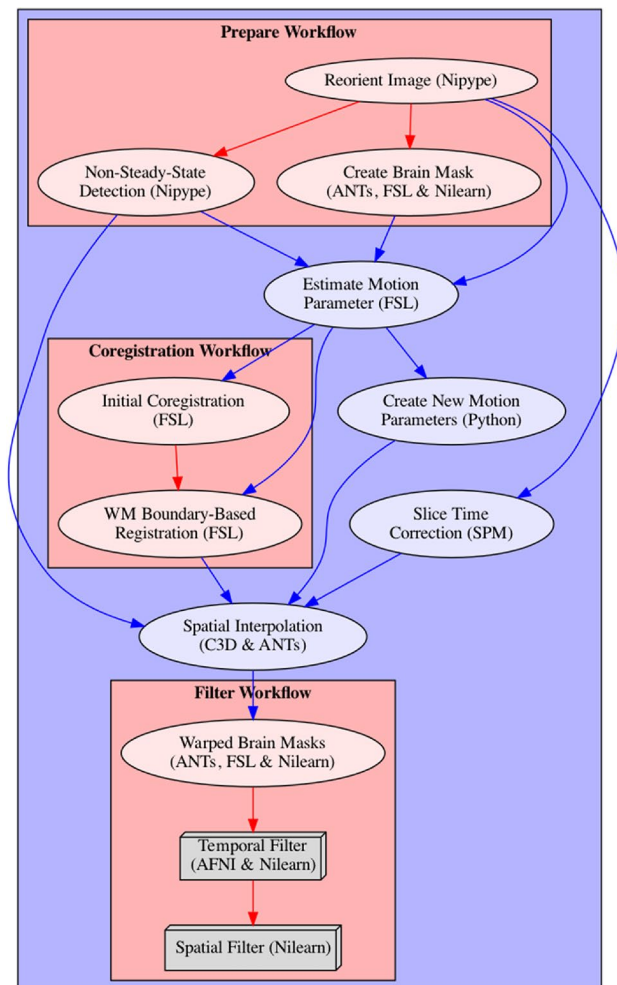 Prepare Workflow
Reorient Image (Nipype)
Non-Steady-State
Detection (Nipype)
Create Brain Mask
(ANTs, FSL & Nilearn)
Estimate Motion
Parameter (FSL)
Coregistration Workflow
Initial Coregistration
(FSL)
Create New Motion
Parameters (Python)
WM Boundary-Based
Registration (FSL)
Slice Time
Correction (SPM)
Spatial Interpolation
(C3D & ANTs)
Filter Workflow
Warped Brain Masks
(ANTs, FSL & Nilearn)
Temporal Filter
(AFNI & Nilearn)
Spatial Filter (Nilearn)